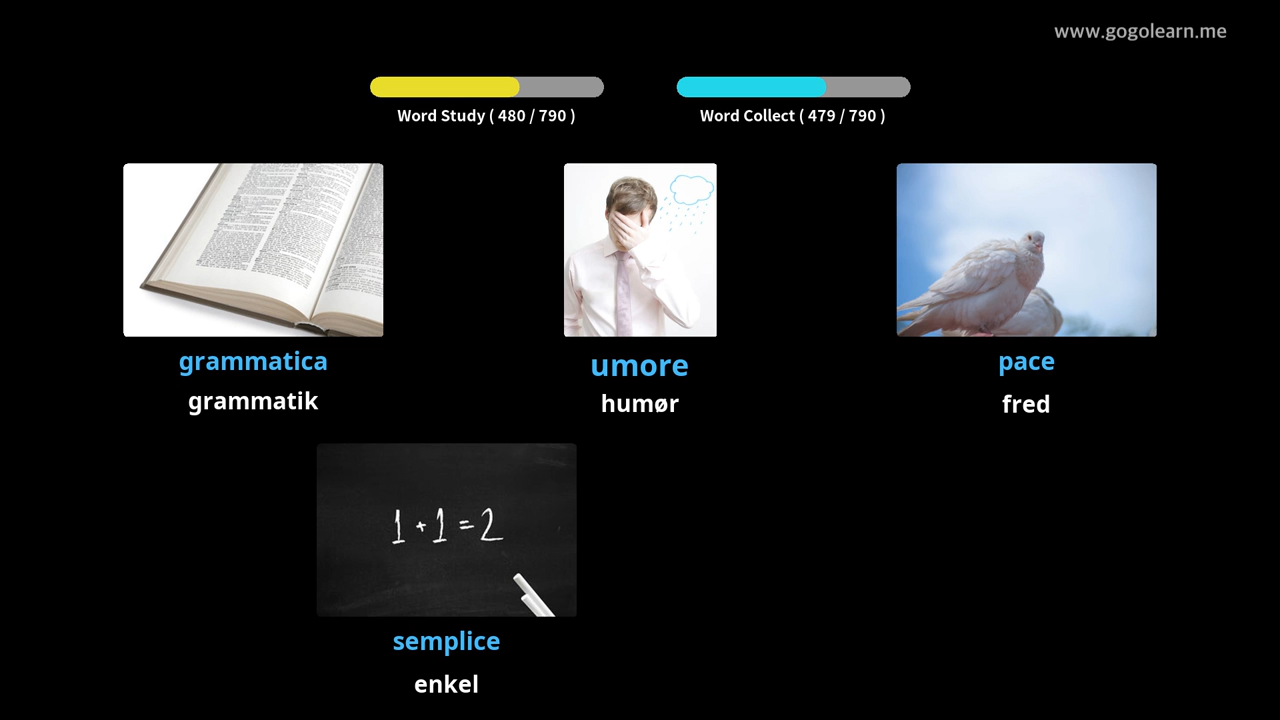 www.gogolearn.me
Word Study ( 480 / 790 )
Word Collect ( 479 / 790 )
grammatica
grammatik
umore
humør
pace
fred
1 + 1 = 2
semplice
enkel